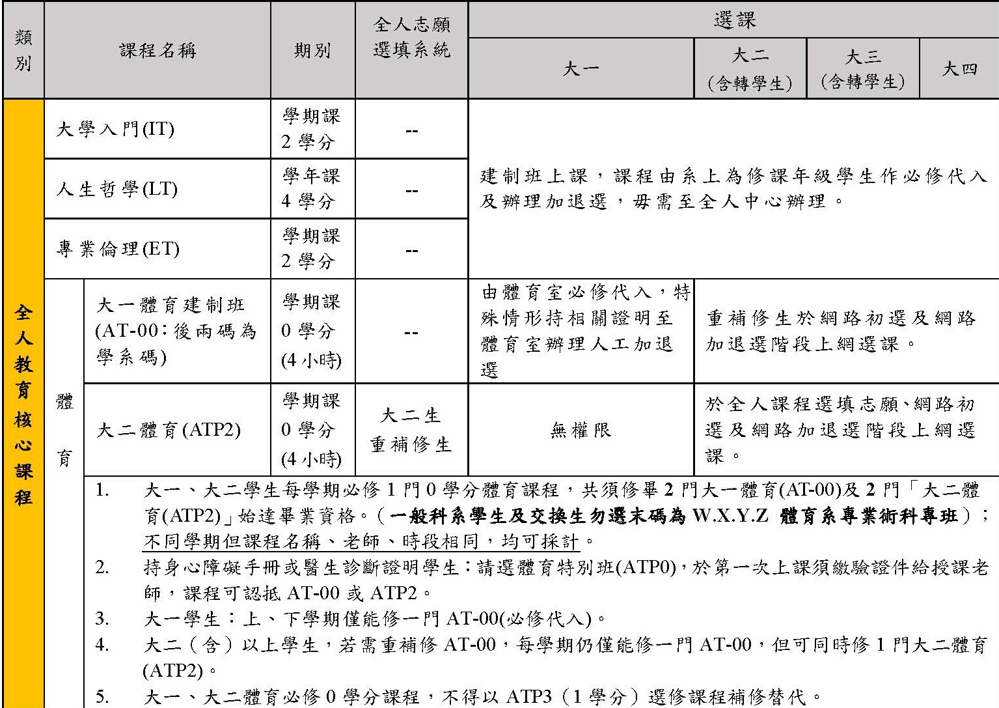 類別
課程名稱
期別
全人志願
選填系統
選課
大一
大二
(含轉學生)
大三
(含轉學生)
大四
全人教育核心課程
大學入門(IT)
學期課
2 學分
--
人生哲學(LT)
學年課
4 學分
--
專業倫理(ET)
學期課
2 學分
--
建制班上課，課程由系上為修課年級學生作必修代入
及辦理加退選，毋需至全人中心辦理。
體育
大一體育建制班
(AT-00：後兩碼為
學系碼)
學期課
0 學分
(4 小時)
--
由體育室必修代入，特
殊情形持相關證明至
體育室辦理人工加退
選
重補修生於網路初選及網路
加退選階段上網選課。
大二體育(ATP2)
學期課
0 學分
(4 小時)
大二生
重補修生
無權限
於全人課程選填志願、網路初
選及網路加退選階段上網選
課。
1. 大一、大二學生每學期必修 1 門 0 學分體育課程，共須修畢 2 門大一體育(AT-00)及 2 門「大二體
育(ATP2)」始達畢業資格。（一般科系學生及交換生勿選末碼為 W.X.Y.Z 體育系專業術科專班）；
不同學期但課程名稱、老師、時段相同，均可採計。
2. 持身心障礙手冊或醫生診斷證明學生：請選體育特別班(ATP0)，於第一次上課須繳驗證件給授課老
師，課程可認抵 AT-00 或 ATP2。
3. 大一學生：上、下學期僅能修一門 AT-00(必修代入)。
4. 大二（含）以上學生，若需重補修 AT-00，每學期仍僅能修一門 AT-00，但可同時修 1 門大二體育
(ATP2)。
5. 大一、大二體育必修 0 學分課程，不得以 ATP3（1 學分）選修課程補修替代。